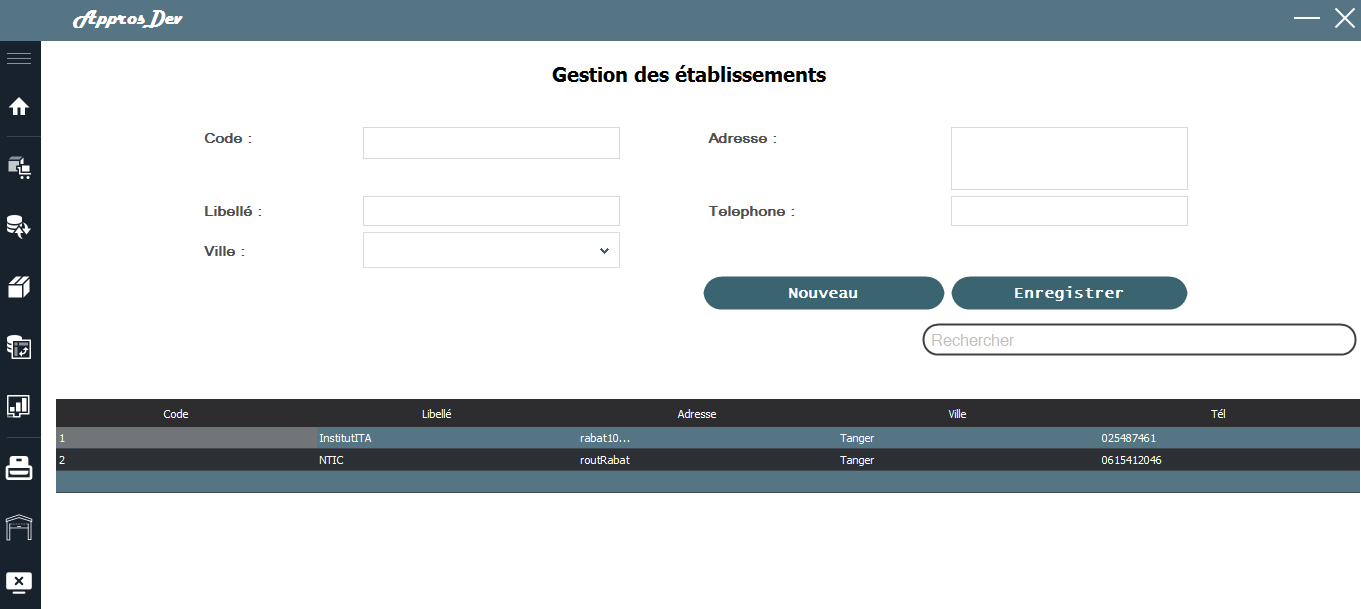 Appros Dev
Gestion des établissements
Code :
Adresse :
Libellé :
Telephone :
Ville :
Nouveau
Enregistrer
Rechercher
Code Libellé Adresse Ville Tél
1 InstitutITA rabat10... Tanger 025487461
2 NTIC routRabat Tanger 0615412046